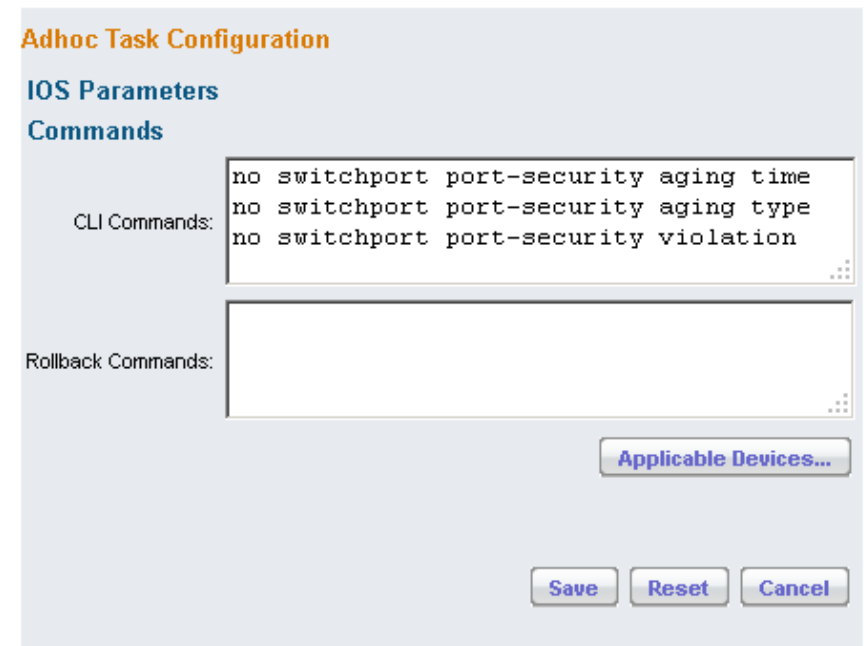 Adhoc Task Configuration
IOS Parameters
Commands
CLI Commands:
no switchport port-security aging time
no switchport port-security aging type
no switchport port-security violation
Rollback Commands:
Applicable Devices...
Save Reset Cancel